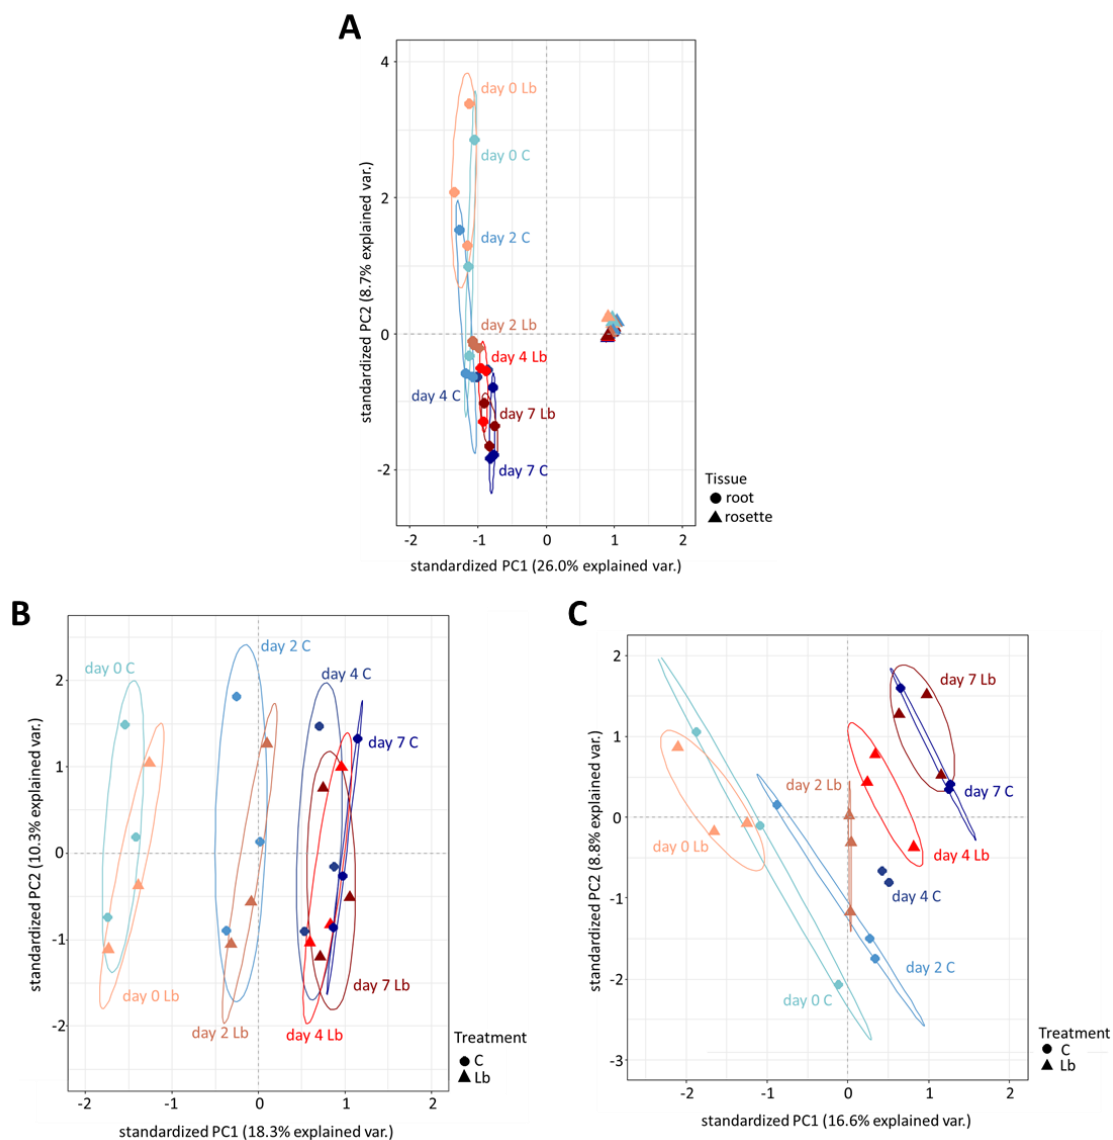 A
4
2
0
-2
-2
-1
0
1
2
standardized PC2 (8.7% explained var.)
standardized PC1 (26.0% explained var.)
day 0 Lb
day 0 C
day 2 C
day 2 Lb
day 4 Lb
day 4 C
day 7 Lb
day 7 C
Tissue
root
rosette
B
2
1
0
-1
-2
-2
-1
0
1
2
standardized PC2 (10.3% explained var.)
standardized PC1 (18.3% explained var.)
day 2 C
day 0 C
day 4 C
day 7 C
day 0 Lb
day 7 Lb
day 2 Lb
day 4 Lb
Treatment
C
Lb
C
2
1
0
-1
-2
-3
-2
-1
0
1
2
standardized PC2 (8.8% explained var.)
standardized PC1 (16.6% explained var.)
day 7 Lb
day 2 Lb
day 7 C
day 0 Lb
day 4 Lb
day 4 C
day 2 C
day 0 C
Treatment
C
Lb